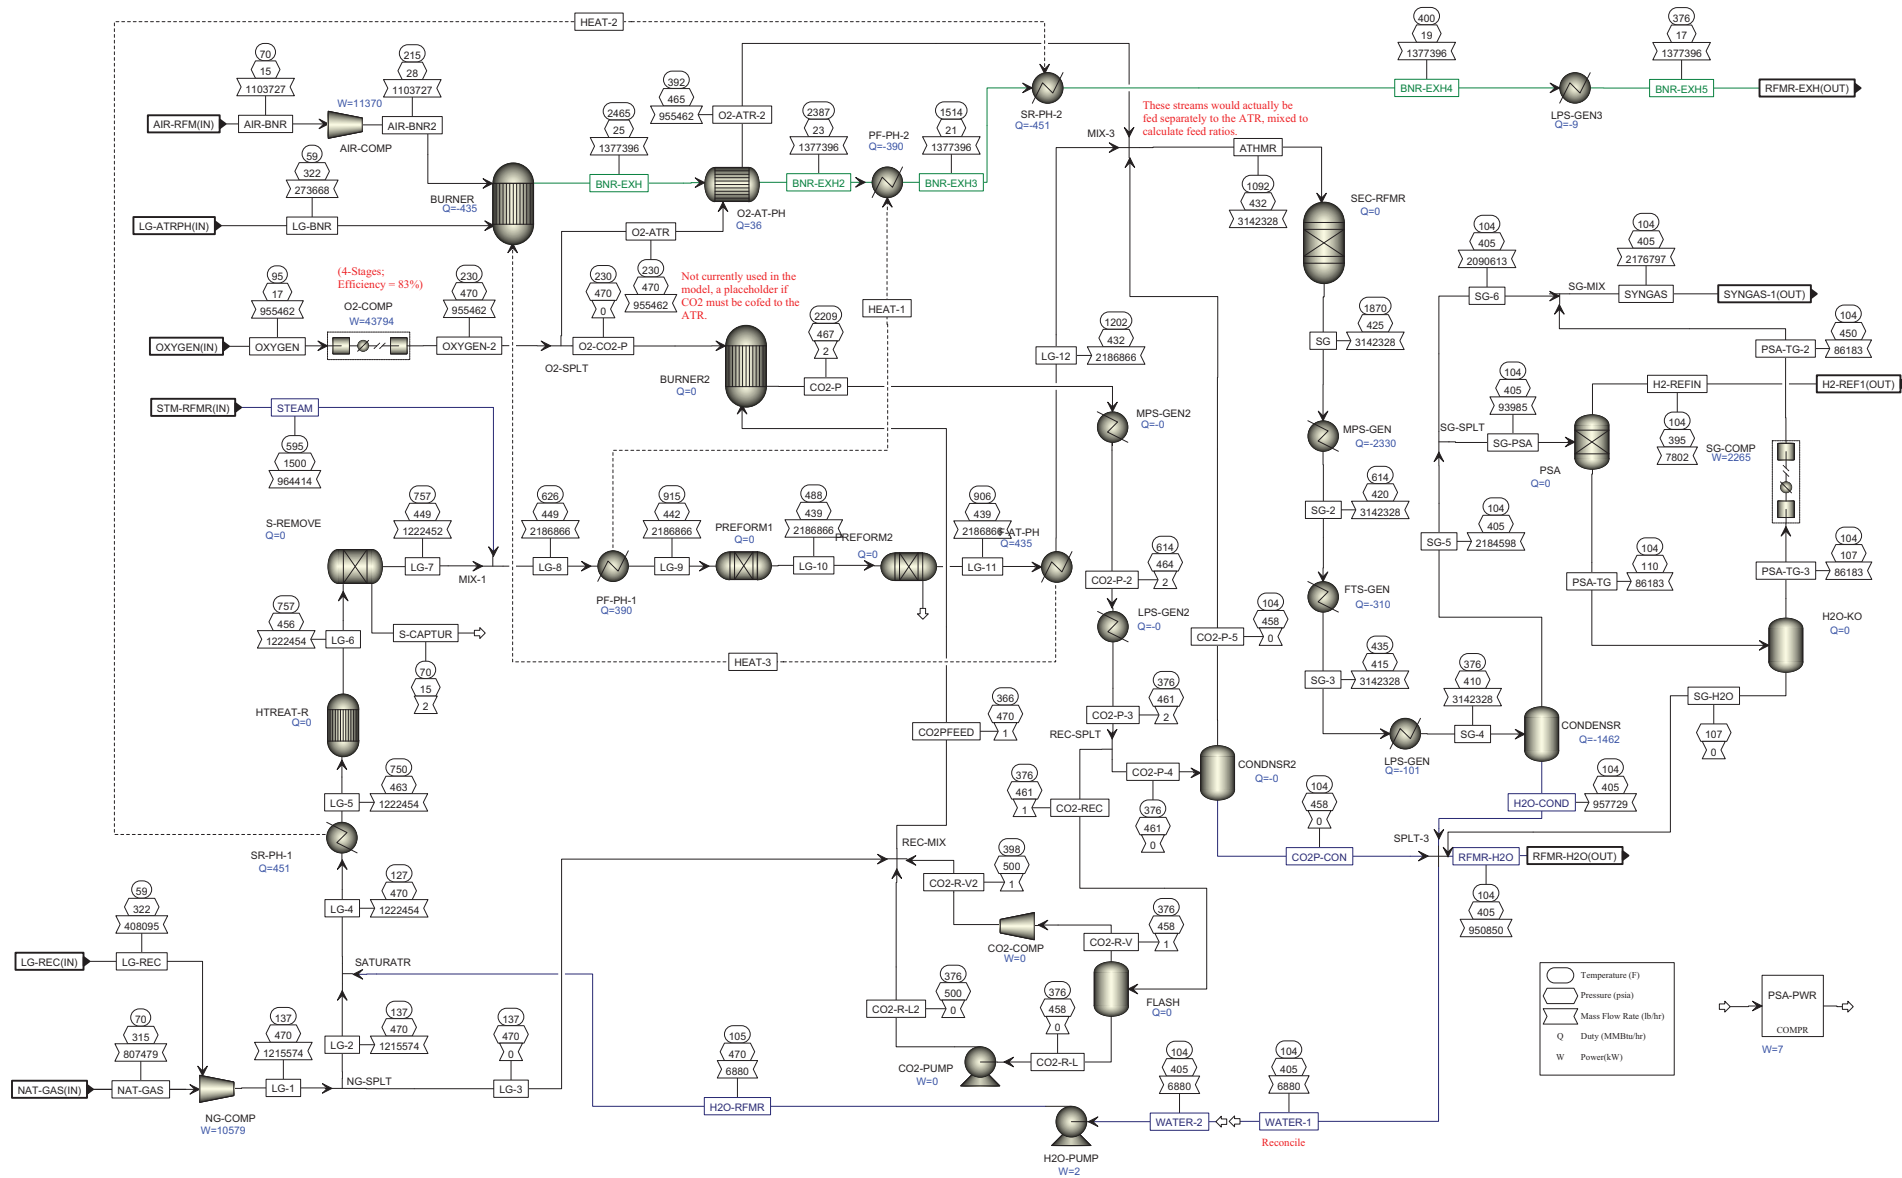 HEAT-2
70
15
1103727
AIR-RFM(IN)
AIR-BNR
W=11370
AIR-COMP
215
28
1103727
AIR-BNR2
59
322
273668
LG-ATRPH(IN)
LG-BNR
BURNER
Q=-435
2465
25
1377396
BNR-EXH
392
465
955462
O2-ATR-2
O2-AT-PH
Q=36
2387
23
1377396
BNR-EXH2
PF-PH-2
Q=-390
1514
21
1377396
BNR-EXH3
SR-PH-2
Q=-451
400
19
1377396
BNR-EXH4
LPS-GEN3
Q=-9
376
17
1377396
BNR-EXH5
RFMR-EXH(OUT)
These streams would actually be
fed separately to the ATR, mixed to
calculate feed ratios.
MIX-3
ATHMR
1092
432
3142328
SEC-RFMR
Q=0
95
17
955462
OXYGEN(IN)
OXYGEN
(4-Stages;
Efficiency = 83%)
O2-COMP
W=43794
230
470
955462
OXYGEN-2
O2-SPLT
O2-ATR
230
470
955462
230
470
0
O2-CO2-P
Not currently used in the
model, a placeholder if
CO2 must be cofed to the
ATR.
BURNER2
Q=0
2209
467
2
CO2-P
HEAT-1
1202
432
2186866
LG-12
1870
425
3142328
SG
104
405
2090613
SG-6
SG-MIX
104
405
2176797
SYNGAS
SYNGAS-1(OUT)
104
450
86183
PSA-TG-2
H2-REFIN
H2-REF1(OUT)
104
395
7802
104
405
93985
SG-SPLT
SG-PSA
PSA
Q=0
SG-COMP
W=2265
STM-RFMR(IN)
STEAM
595
1500
964414
MPS-GEN2
Q=-0
MPS-GEN
Q=-2330
614
420
3142328
SG-2
104
405
2184598
SG-5
104
110
86183
PSA-TG
104
107
86183
PSA-TG-3
H2O-KO
Q=0
S-REMOVE
Q=0
757
449
1222452
LG-7
MIX-1
626
449
2186866
LG-8
PF-PH-1
Q=390
915
442
2186866
LG-9
PREFORM1
Q=0
488
439
2186866
LG-10
PREFORM2
Q=0
906
439
2186866
LG-11
F-AT-PH
Q=435
614
464
2
CO2-P-2
LPS-GEN2
Q=-0
FTS-GEN
Q=-310
757
456
1222454
LG-6
S-CAPTUR
70
15
2
HEAT-3
104
458
0
CO2-P-5
435
415
3142328
SG-3
376
410
3142328
SG-4
LPS-GEN
Q=-101
CONDENSR
Q=-1462
SG-H2O
107
0
HTREAT-R
Q=0
366
470
1
CO2PFEED
376
461
2
CO2-P-3
REC-SPLT
CO2-P-4
376
461
0
CONDNSR2
Q=-0
376
461
1
CO2-REC
104
405
957729
H2O-COND
750
463
1222454
LG-5
SR-PH-1
Q=451
REC-MIX
104
458
0
CO2P-CON
SPLT-3
RFMR-H2O
RFMR-H2O(OUT)
104
405
950850
127
470
1222454
LG-4
398
500
1
CO2-R-V2
CO2-COMP
W=0
376
458
1
CO2-R-V
FLASH
Q=0
59
322
408095
LG-REC(IN)
LG-REC
SATURATR
376
500
0
CO2-R-L2
376
458
0
CO2-R-L
CO2-PUMP
W=0
70
315
807479
NAT-GAS(IN)
NAT-GAS
NG-COMP
W=10579
137
470
1215574
LG-1
137
470
1215574
LG-2
NG-SPLT
137
470
0
LG-3
105
470
6880
H2O-RFMR
H2O-PUMP
W=2
104
405
6880
WATER-2
104
405
6880
WATER-1
Reconcile
Temperature (F)
Pressure (psia)
Mass Flow Rate (lb/hr)
Q Duty (MMBtu/hr)
W Power(kW)
PSA-PWR
COMPR
W=7